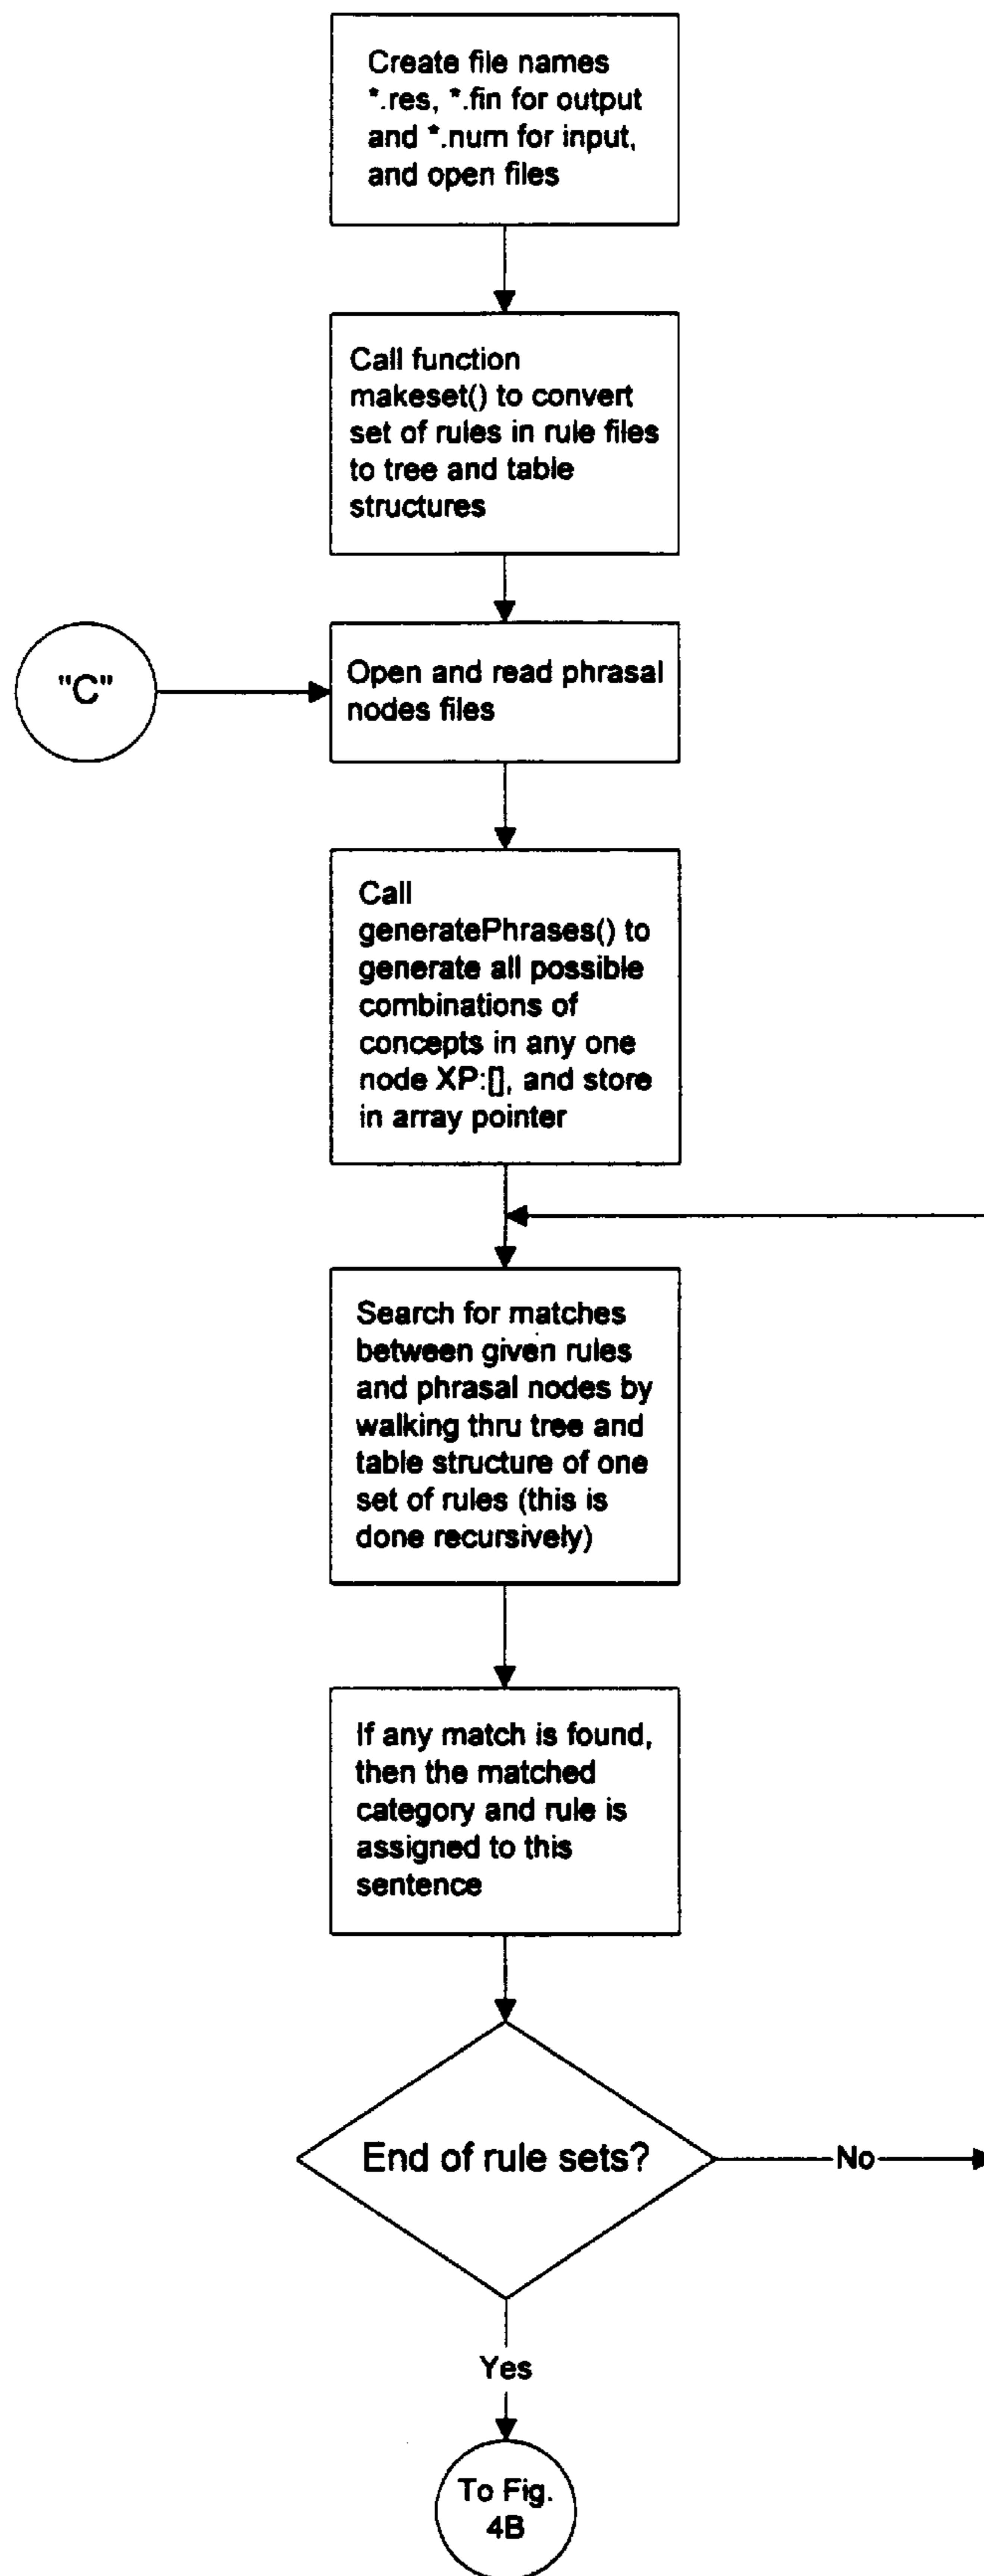 Create file names
*.res, *.fin for output
and *.num for input,
and open files
Call function
makeset() to convert
set of rules in rule files
to tree and table
structures
"C"
Open and read phrasal
nodes files
Call
generatePhrases() to
generate all possible
combinations of
concepts in any one
node XP:[], and store
in array pointer
Search for matches
between given rules
and phrasal nodes by
walking thru tree and
table structure of one
set of rules (this is
done recursively)
If any match is found,
then the matched
category and rule is
assigned to this
sentence
End of rule sets?
No
Yes
To Fig.
4B